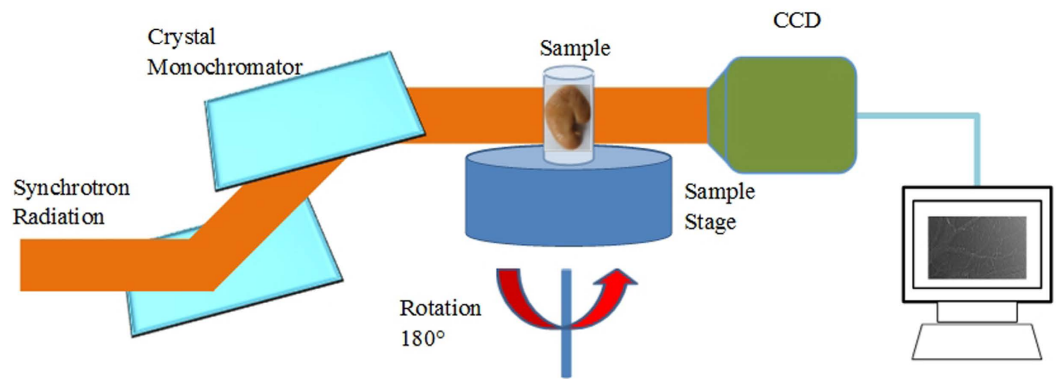 CCD
Crystal
Monochromator
Sample
Synchrotron
Radiation
Sample
Stage
Rotation
180°